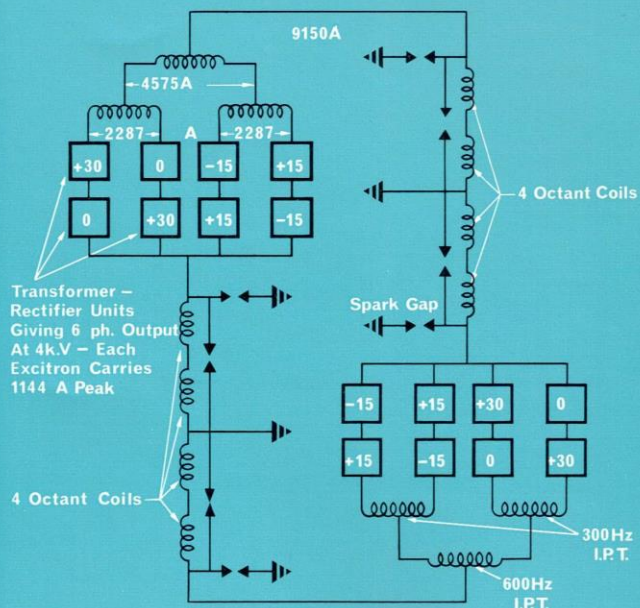 9150A
4575A
2287 A 2287
+30 0 –15 +15
0 +30 +15 –15
4 Octant Coils
Transformer –
Rectifier Units
Giving 6 ph. Output
At 4k.V – Each
Excitron Carries
1144 A Peak
Spark Gap
–15 +15 +30 0
+15 –15 0 +30
4 Octant Coils
300Hz
I.P.T.
600Hz
I.P.T.